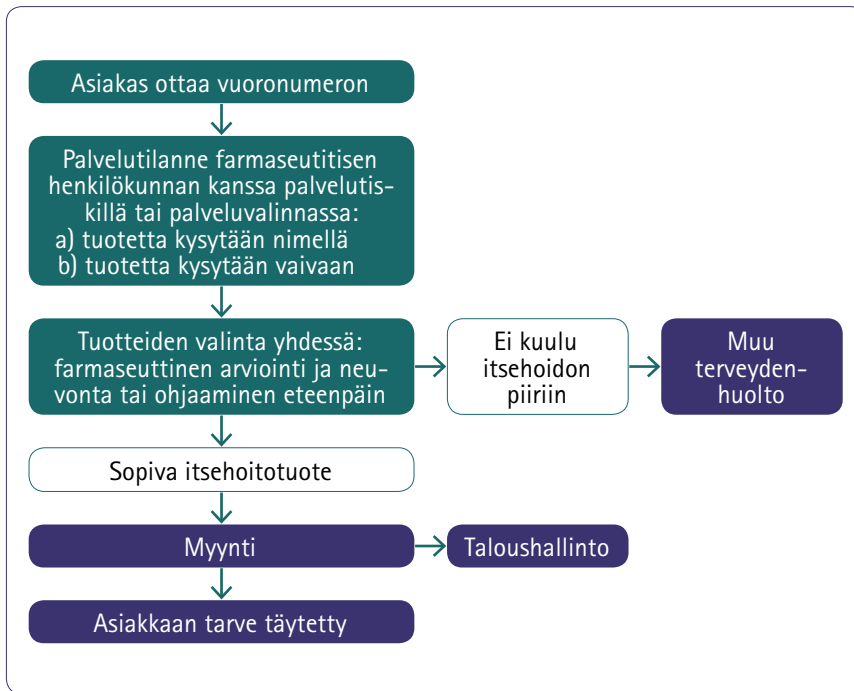 Asiakas ottaa vuoronumeron
Palvelutilanne farmaseutitisen
henkilökunnan kanssa palvelutis-
killä tai palveluvalinnassa:
a) tuotetta kysytään nimellä
b) tuotetta kysytään vaivaan
Tuotteiden valinta yhdessä:
farmaseuttinen arviointi ja neu-
vonta tai ohjaaminen eteenpäin
Ei kuulu
itsehoidon
piiriin
Muu
terveyden-
huolto
Sopiva itsehoitotuote
Myynti
Taloushallinto
Asiakkaan tarve täytetty